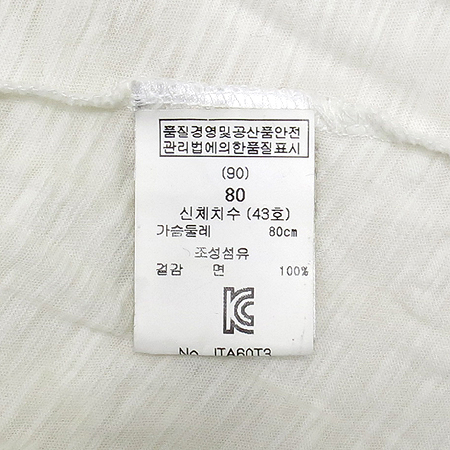 품질경영및공산품안전
관리법에의한품질표시
(90)
80
신체치수 (43호)
가슴둘레 80cm
조성섬유
겉감 면 100%
KC
No. JTA60T3